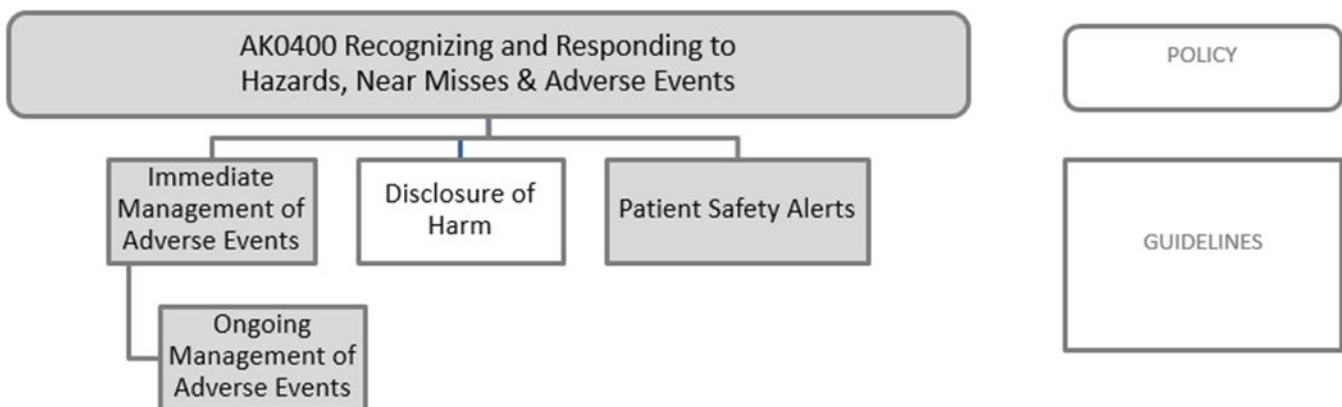 AK0400 Recognizing and Responding to
Hazards, Near Misses & Adverse Events
POLICY
Immediate
Management of
Adverse Events
Disclosure of
Harm
Patient Safety Alerts
GUIDELINES
Ongoing
Management of
Adverse Events